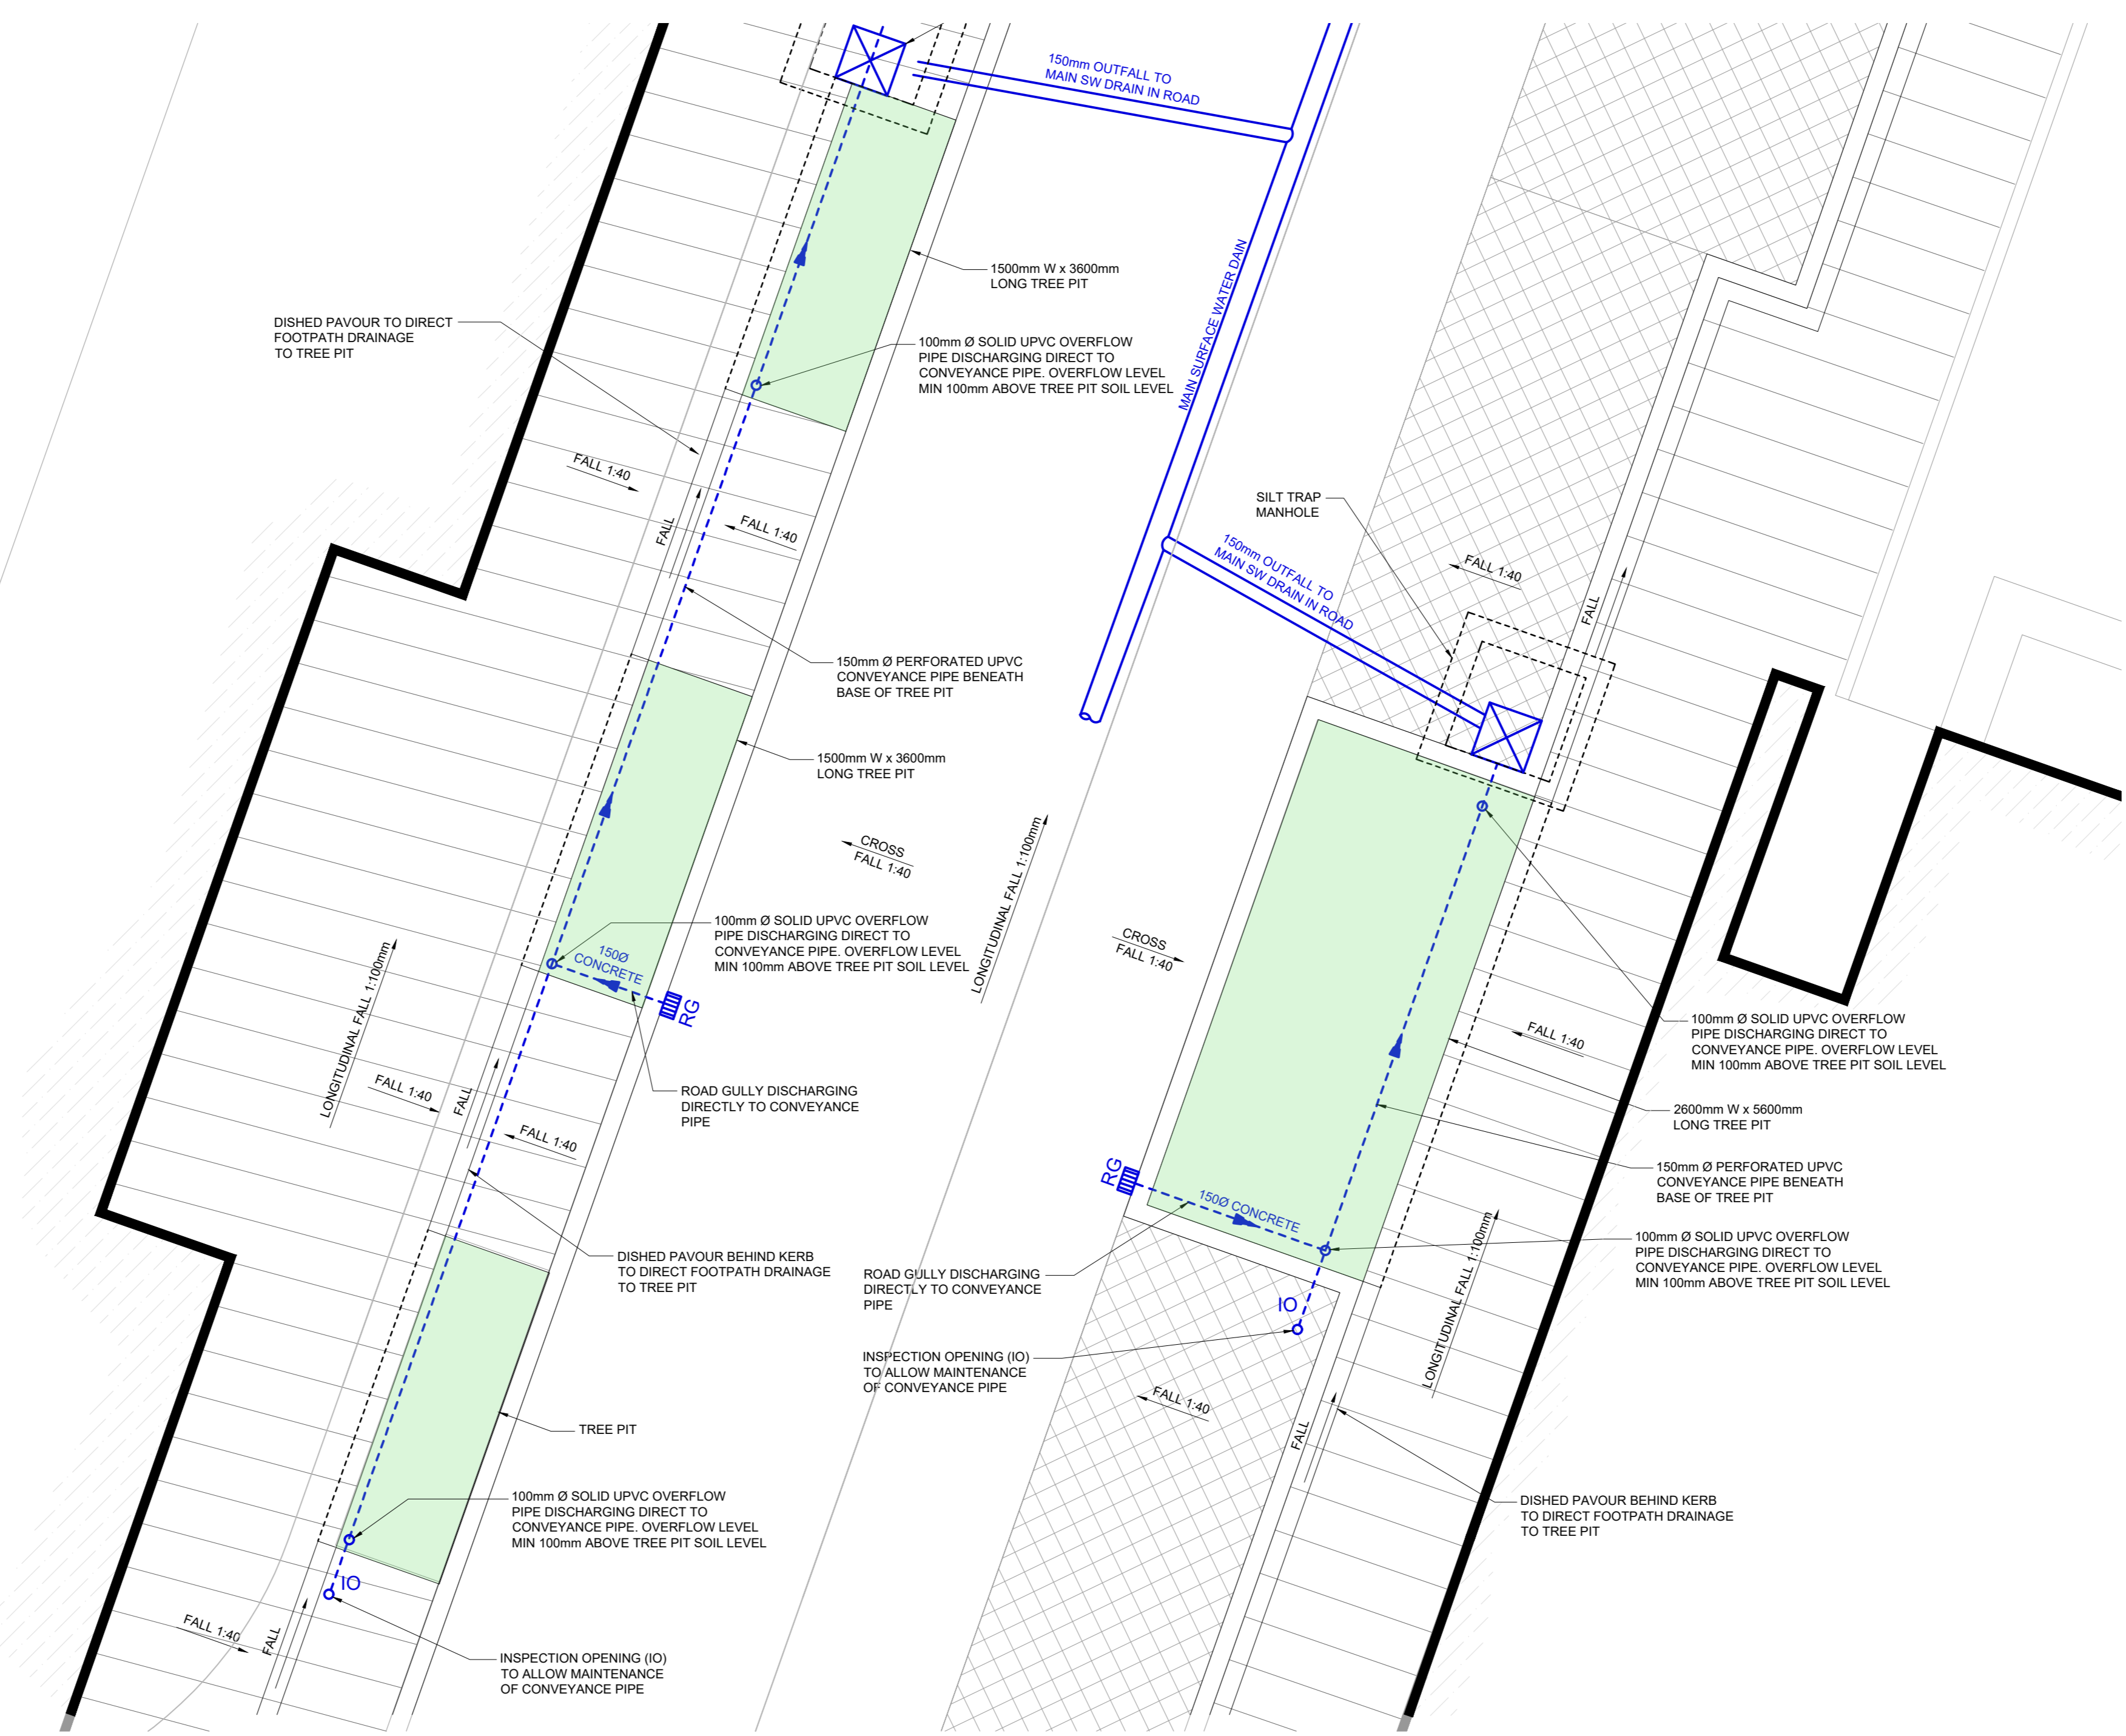 150mm OUTFALL TO
MAIN SW DRAIN IN ROAD
MAIN SURFACE WATER DAIN
1500mm W x 3600mm
LONG TREE PIT
DISHED PAVOUR TO DIRECT
FOOTPATH DRAINAGE
TO TREE PIT
100mm Ø SOLID UPVC OVERFLOW
PIPE DISCHARGING DIRECT TO
CONVEYANCE PIPE. OVERFLOW LEVEL
MIN 100mm ABOVE TREE PIT SOIL LEVEL
FALL 1:40
FALL
FALL 1:40
SILT TRAP
MANHOLE
150mm OUTFALL TO
MAIN SW DRAIN IN ROAD
FALL 1:40
FALL
150mm Ø PERFORATED UPVC
CONVEYANCE PIPE BENEATH
BASE OF TREE PIT
1500mm W x 3600mm
LONG TREE PIT
CROSS
FALL 1:40
LONGITUDINAL FALL 1:100mm
100mm Ø SOLID UPVC OVERFLOW
PIPE DISCHARGING DIRECT TO
CONVEYANCE PIPE. OVERFLOW LEVEL
MIN 100mm ABOVE TREE PIT SOIL LEVEL
150Ø
CONCRETE
RG
CROSS
FALL 1:40
LONGITUDINAL FALL 1:100mm
FALL 1:40
FALL
FALL 1:40
ROAD GULLY DISCHARGING
DIRECTLY TO CONVEYANCE
PIPE
100mm Ø SOLID UPVC OVERFLOW
PIPE DISCHARGING DIRECT TO
CONVEYANCE PIPE. OVERFLOW LEVEL
MIN 100mm ABOVE TREE PIT SOIL LEVEL
FALL 1:40
2600mm W x 5600mm
LONG TREE PIT
150mm Ø PERFORATED UPVC
CONVEYANCE PIPE BENEATH
BASE OF TREE PIT
RG
150Ø CONCRETE
100mm Ø SOLID UPVC OVERFLOW
PIPE DISCHARGING DIRECT TO
CONVEYANCE PIPE. OVERFLOW LEVEL
MIN 100mm ABOVE TREE PIT SOIL LEVEL
DISHED PAVOUR BEHIND KERB
TO DIRECT FOOTPATH DRAINAGE
TO TREE PIT
ROAD GULLY DISCHARGING
DIRECTLY TO CONVEYANCE
PIPE
IO
LONGITUDINAL FALL 1:100mm
INSPECTION OPENING (IO)
TO ALLOW MAINTENANCE
OF CONVEYANCE PIPE
FALL 1:40
FALL
TREE PIT
100mm Ø SOLID UPVC OVERFLOW
PIPE DISCHARGING DIRECT TO
CONVEYANCE PIPE. OVERFLOW LEVEL
MIN 100mm ABOVE TREE PIT SOIL LEVEL
DISHED PAVOUR BEHIND KERB
TO DIRECT FOOTPATH DRAINAGE
TO TREE PIT
IO
FALL 1:40
FALL
INSPECTION OPENING (IO)
TO ALLOW MAINTENANCE
OF CONVEYANCE PIPE